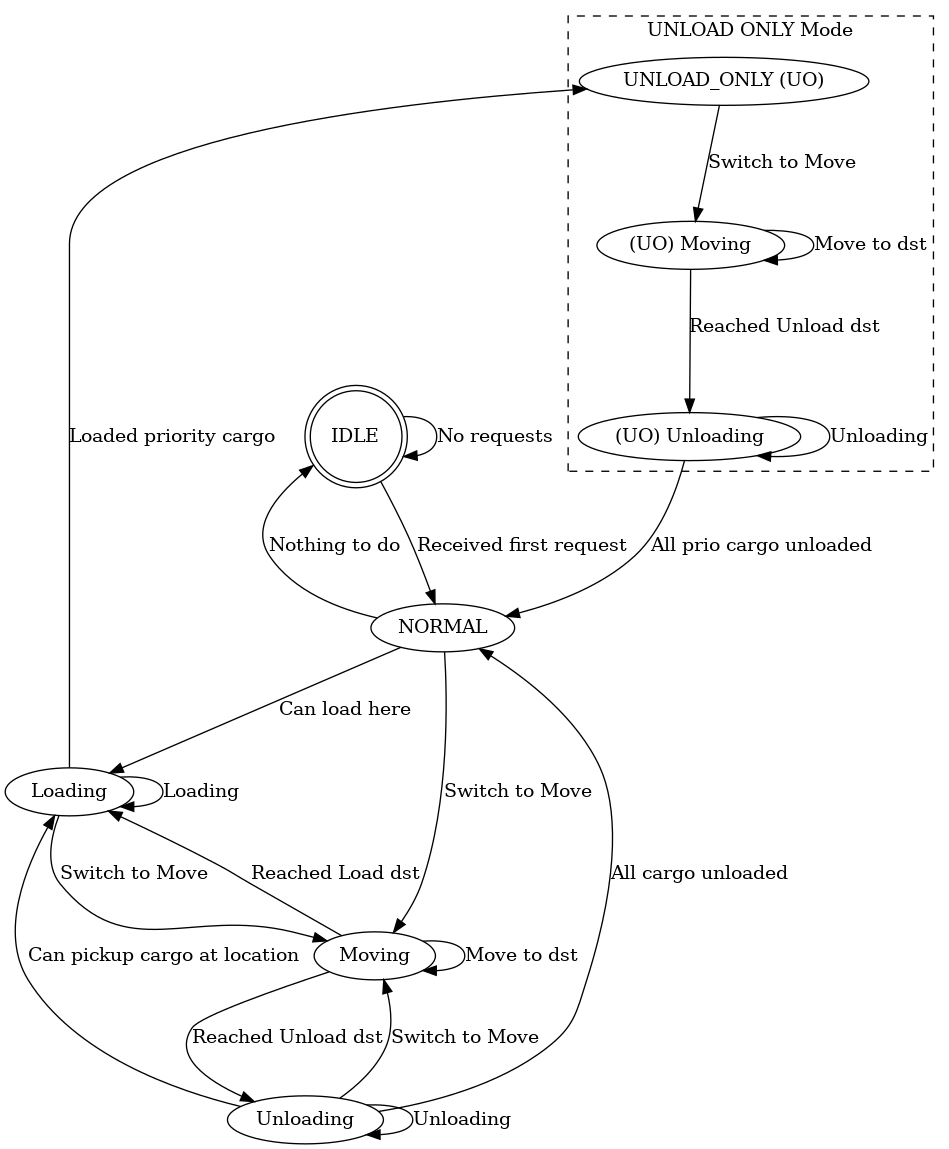 UNLOAD ONLY Mode
UNLOAD_ONLY (UO)
Switch to Move
(UO) Moving
Move to dst
Reached Unload dst
Loaded priority cargo
IDLE
No requests
(UO) Unloading
Unloading
Nothing to do
Received first request
All prio cargo unloaded
NORMAL
Can load here
Loading
Loading
Switch to Move
Switch to Move
Reached Load dst
All cargo unloaded
Can pickup cargo at location
Moving
Move to dst
Reached Unload dst
Switch to Move
Unloading
Unloading